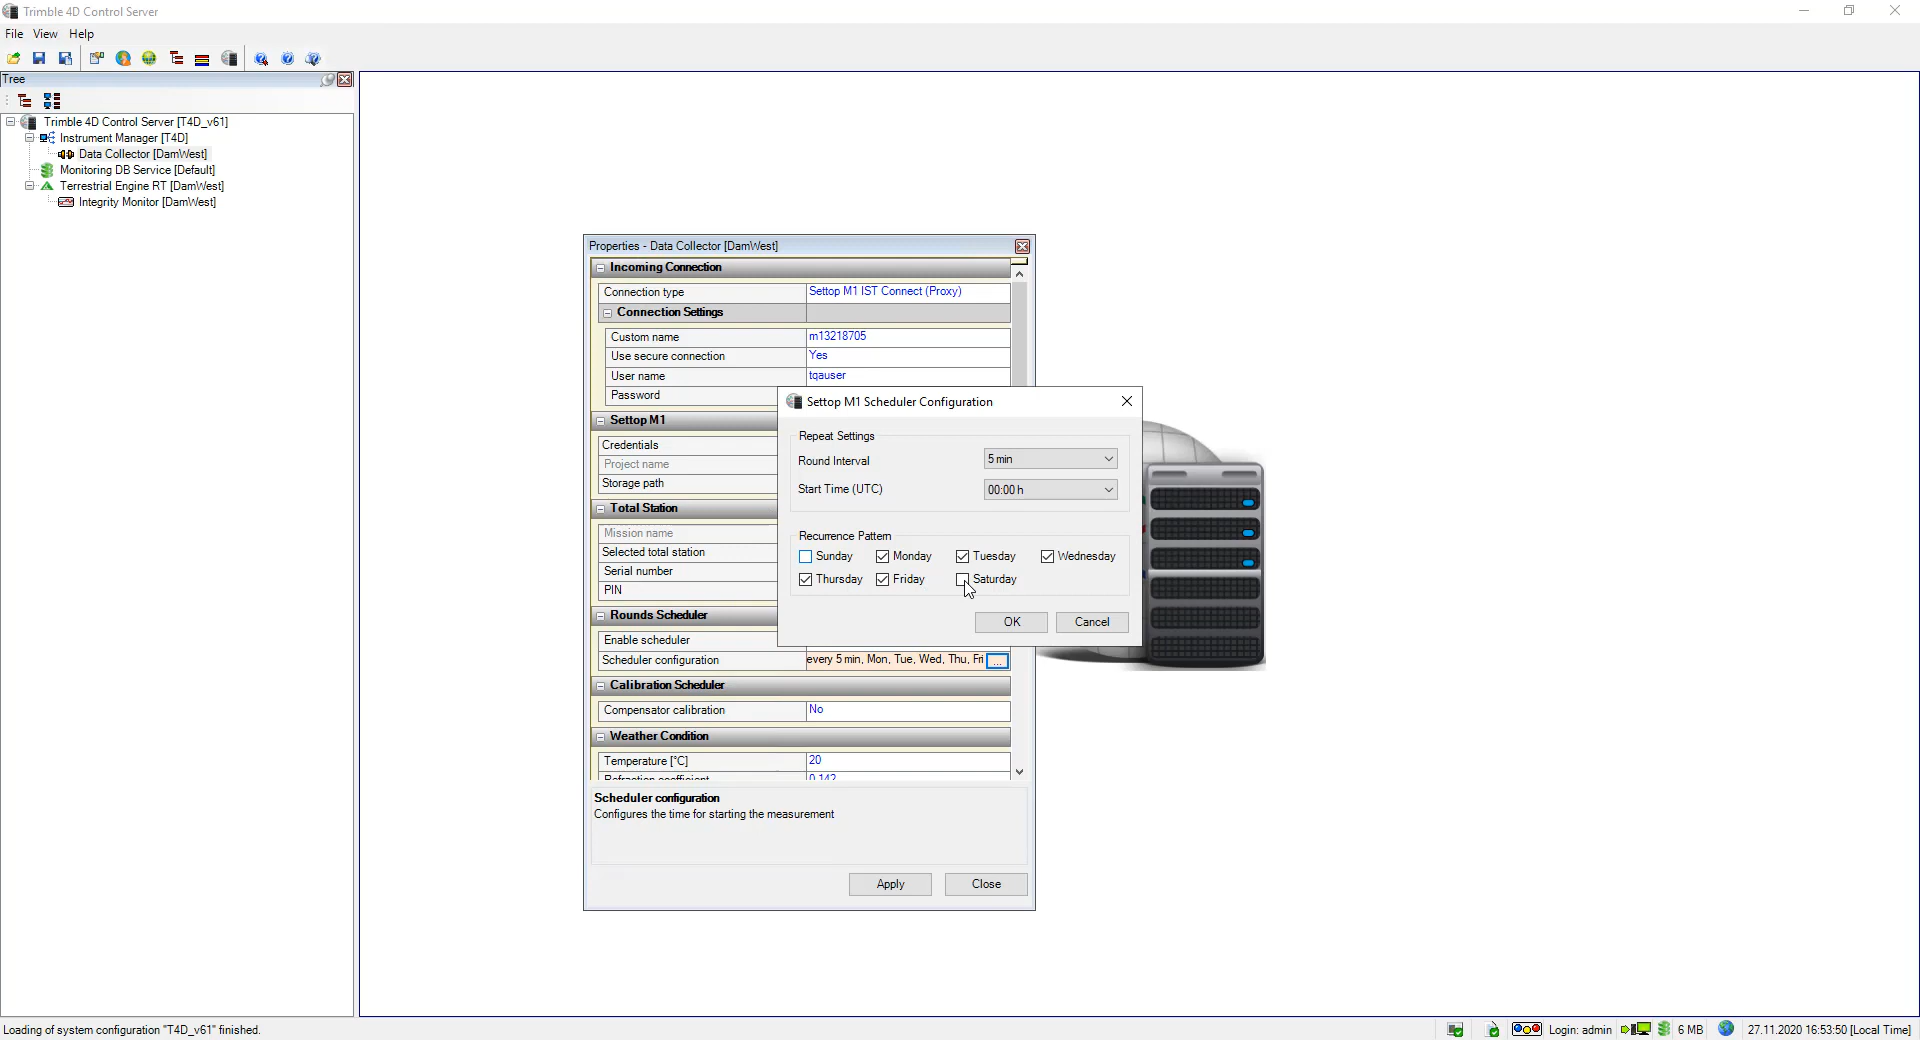 Trimble 4D Control Server
File View Help
Tree
Trimble 4D Control Server [T4D_v61]
Instrument Manager [T4D]
Data Collector [DamWest]
Monitoring DB Service [Default]
Terrestrial Engine RT [DamWest]
Integrity Monitor [DamWest]
Properties - Data Collector [DamWest]
Incoming Connection
Connection type Settop M1 IST Connect (Proxy)
Connection Settings
Custom name m13218705
Use secure connection Yes
User name tqauser
Password
Settop M1
Credentials
Project name
Storage path
Total Station
Mission name
Selected total station
Serial number
PIN
Rounds Scheduler
Enable scheduler
Scheduler configuration every 5 min, Mon, Tue, Wed, Thu, Fri ...
Calibration Scheduler
Compensator calibration No
Weather Condition
Temperature [°C] 20
Refraction coefficient 0.142
Scheduler configuration
Configures the time for starting the measurement
Apply Close
Settop M1 Scheduler Configuration
Repeat Settings
Round Interval 5 min
Start Time (UTC) 00:00 h
Recurrence Pattern
Sunday Monday Tuesday Wednesday
Thursday Friday Saturday
OK Cancel
Loading of system configuration "T4D_v61" finished.
Login: admin 6 MB 27.11.2020 16:53:50 [Local Time]